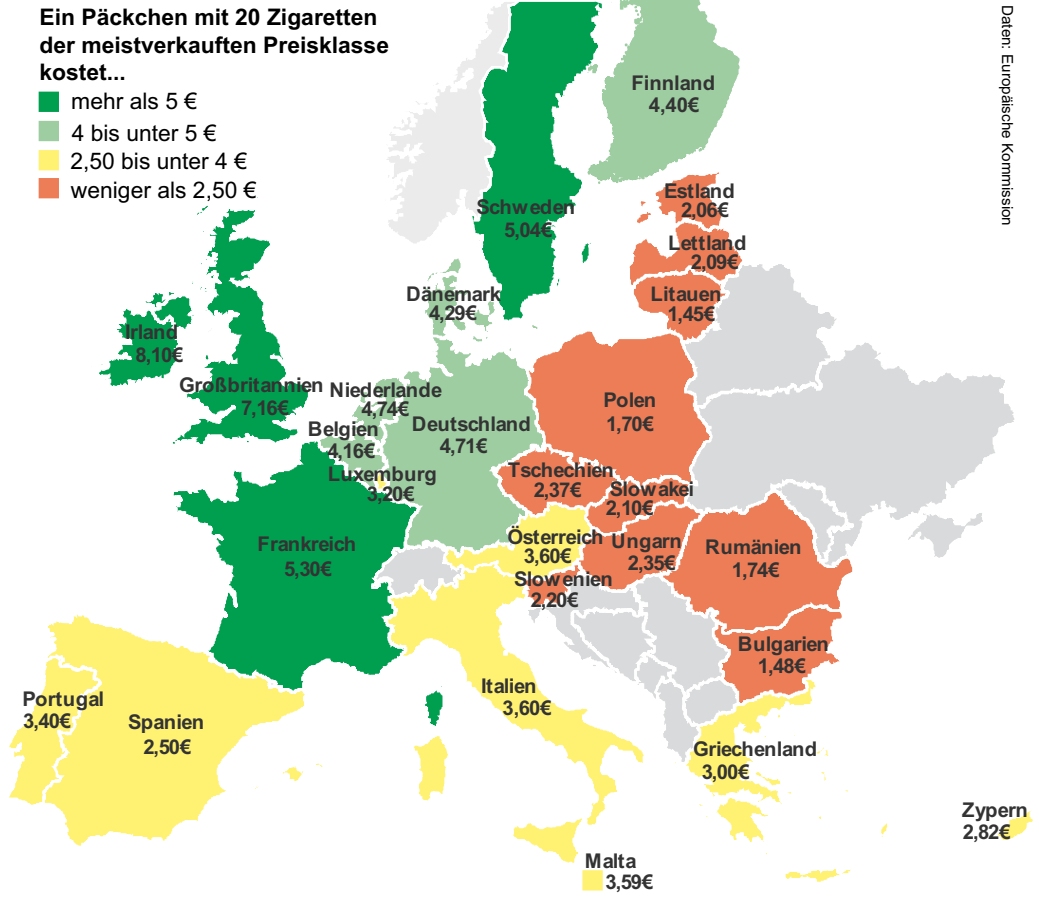 Ein Päckchen mit 20 Zigaretten
der meistverkauften Preisklasse
kostet...
mehr als 5 €
4 bis unter 5 €
2,50 bis unter 4 €
weniger als 2,50 €
Daten: Europäische Kommission
Finnland
4,40€
Schweden
5,04€
Estland
2,06€
Lettland
2,09€
Litauen
1,45€
Dänemark
4,29€
Irland
8,10€
Großbritannien
7,16€
Niederlande
4,74€
Belgien
4,16€
Luxemburg
3,20€
Deutschland
4,71€
Polen
1,70€
Tschechien
2,37€
Slowakei
2,10€
Österreich
3,60€
Ungarn
2,35€
Rumänien
1,74€
Slowenien
2,20€
Frankreich
5,30€
Bulgarien
1,48€
Portugal
3,40€
Spanien
2,50€
Italien
3,60€
Griechenland
3,00€
Zypern
2,82€
Malta
3,59€